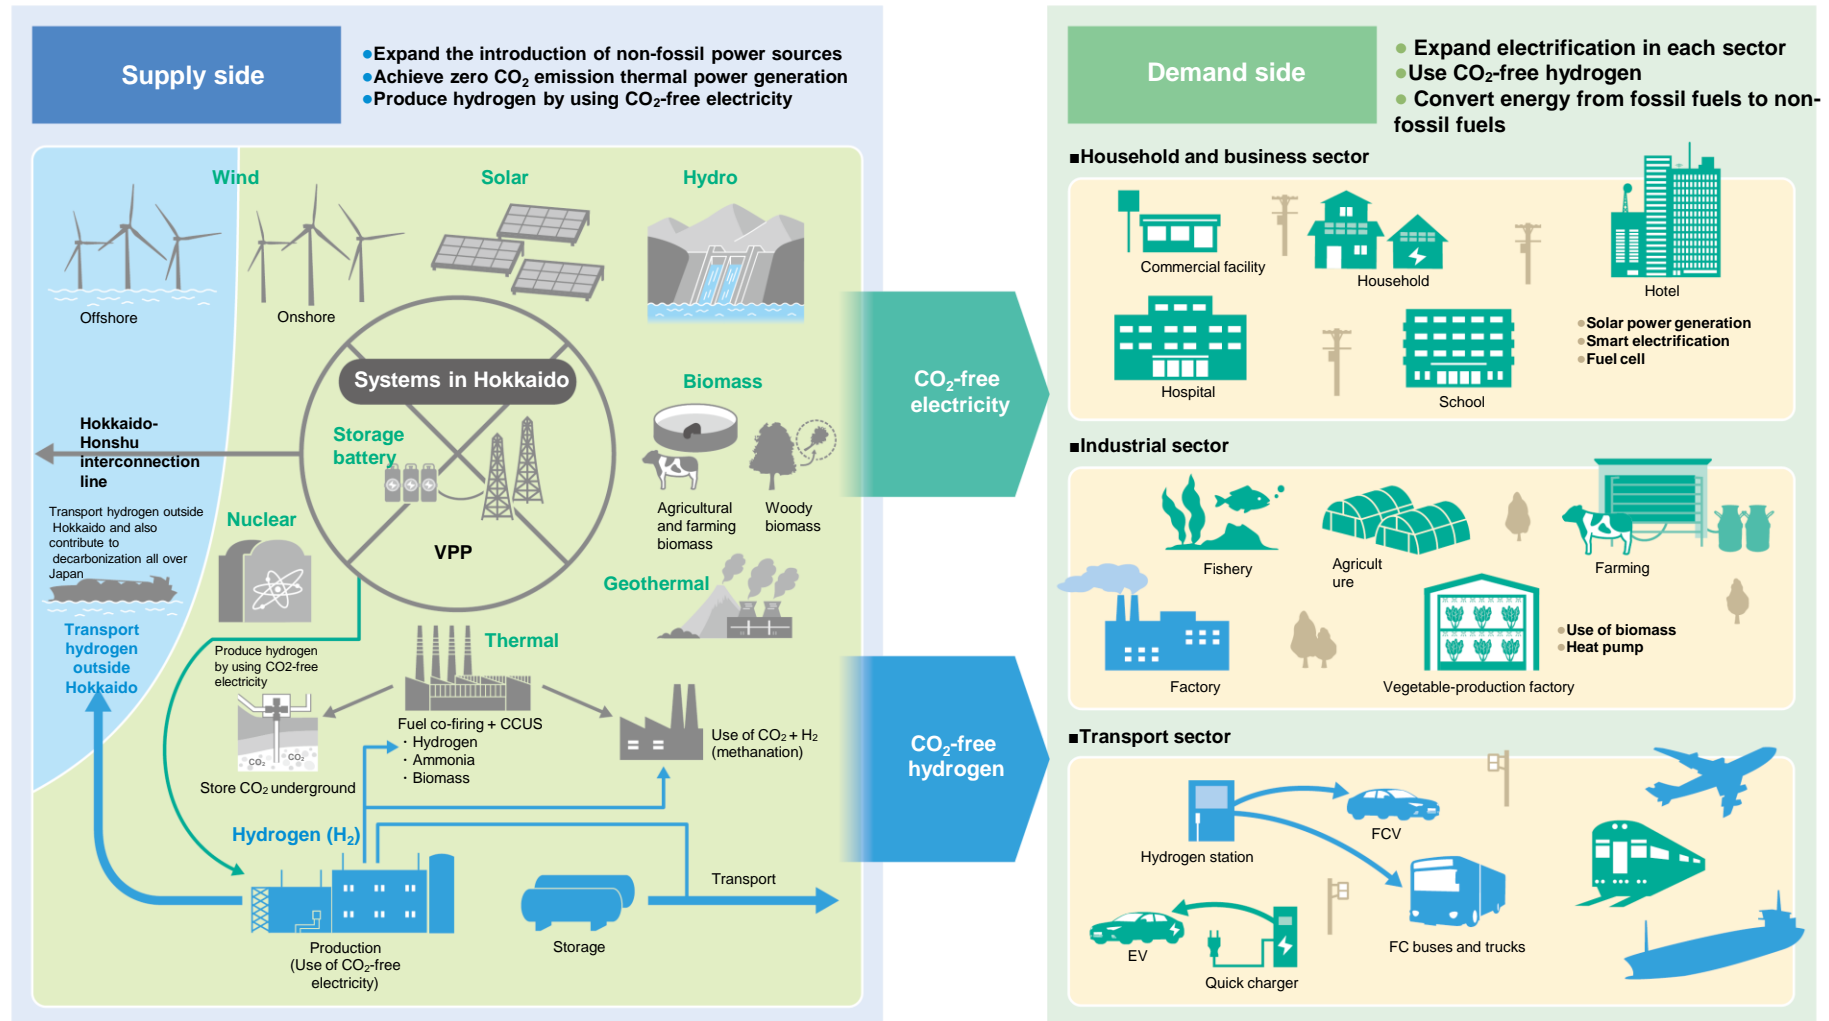 Supply side
●Expand the introduction of non-fossil power sources
●Achieve zero CO₂ emission thermal power generation
●Produce hydrogen by using CO₂-free electricity
Wind
Solar
Hydro
Offshore
Onshore
Systems in Hokkaido
Storage
battery
VPP
Hokkaido-
Honshu
interconnection
line
Transport hydrogen outside
Hokkaido and also
contribute to
decarbonization all over
Japan
Transport
hydrogen
outside
Hokkaido
Nuclear
Biomass
Agricultural
and farming
biomass
Woody
biomass
Geothermal
Thermal
Produce hydrogen
by using CO2-free
electricity
Fuel co-firing + CCUS
・Hydrogen
・Ammonia
・Biomass
Use of CO₂ + H₂
(methanation)
CO₂
CO₂
Store CO₂ underground
Hydrogen (H₂)
Production
(Use of CO₂-free
electricity)
Storage
Transport
CO₂-free
electricity
CO₂-free
hydrogen
Demand side
● Expand electrification in each sector
●Use CO₂-free hydrogen
● Convert energy from fossil fuels to non-
fossil fuels
■Household and business sector
Commercial facility
Household
Hotel
Hospital
School
●Solar power generation
●Smart electrification
●Fuel cell
■Industrial sector
Fishery
Agricult
ure
Farming
Factory
Vegetable-production factory
●Use of biomass
●Heat pump
■Transport sector
Hydrogen station
FCV
FC buses and trucks
EV
Quick charger